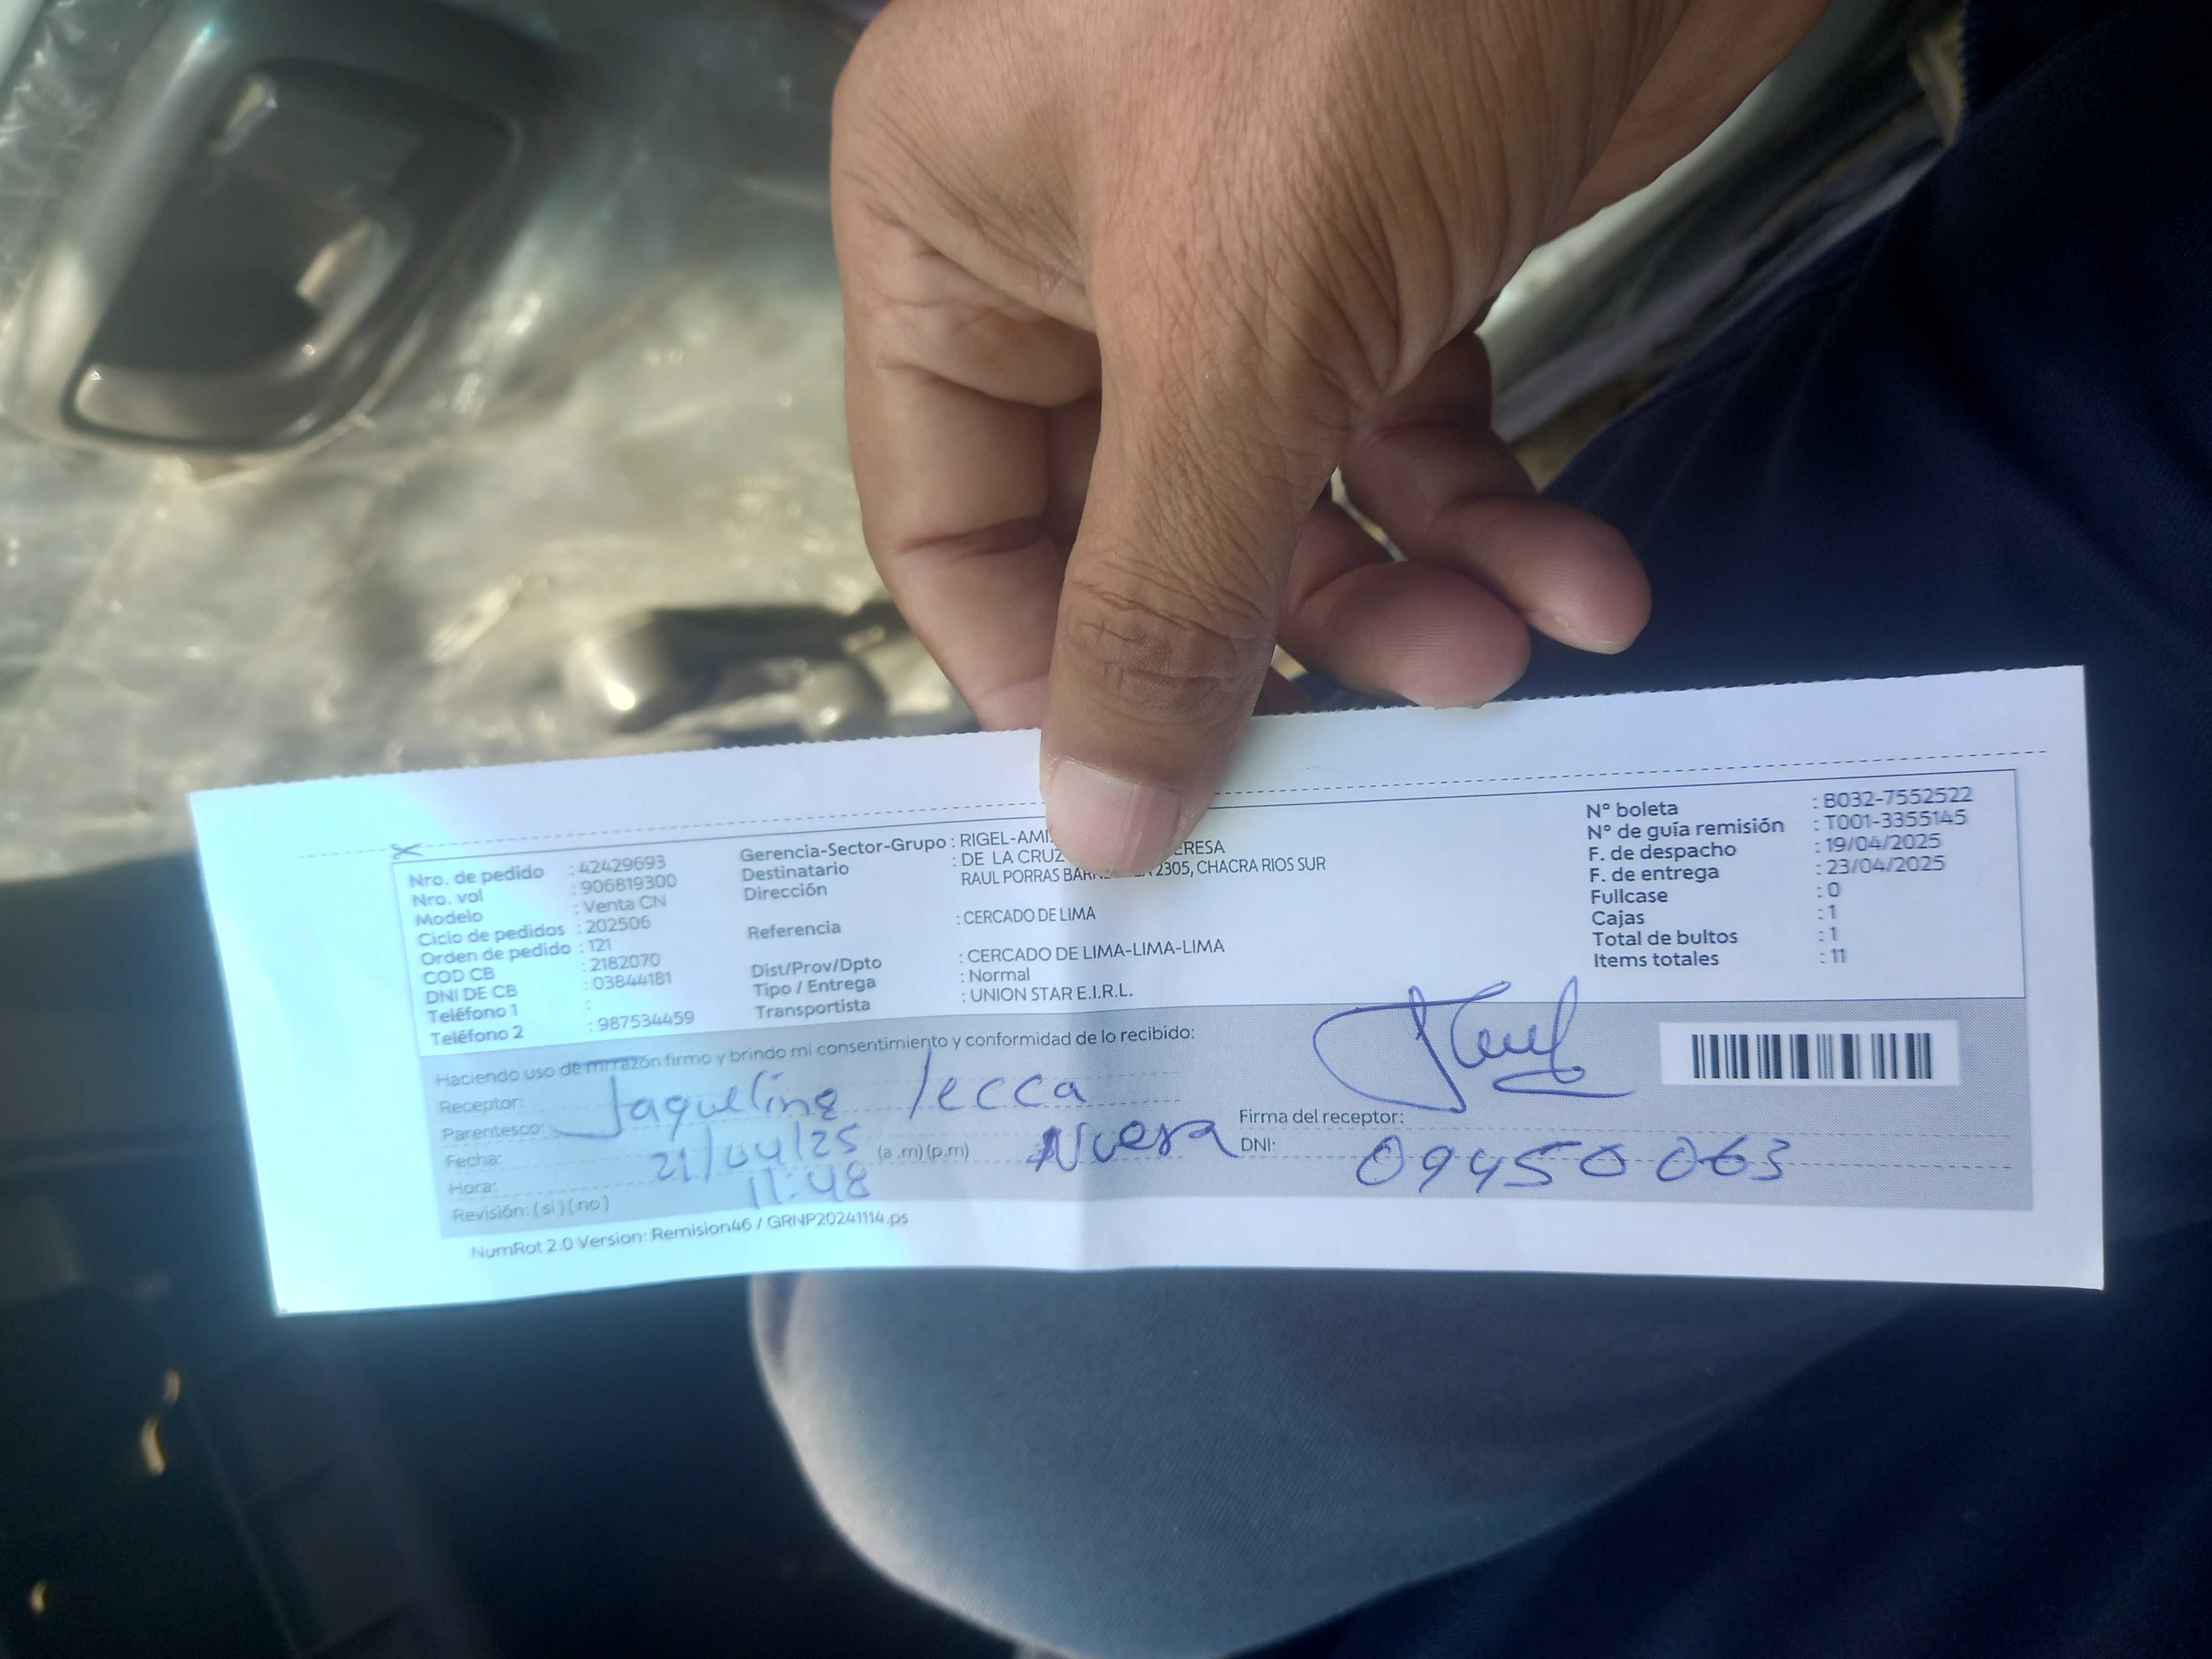 Nro. de pedido : 42429693
Nro. vol : 906819300
Modelo : Venta CN
Ciclo de pedidos : 202506
Orden de pedido : 121
COD CB : 2182070
DNI DE CB : 03844181
Teléfono 1 :
Teléfono 2 : 987534459
Gerencia-Sector-Grupo : RIGEL-AMI
Destinatario : DE LA CRUZ ERESA
Dirección RAUL PORRAS 2305, CHACRA RIOS SUR
Referencia : CERCADO DE LIMA
Dist/Prov/Dpto : CERCADO DE LIMA-LIMA-LIMA
Tipo / Entrega : Normal
Transportista : UNION STAR E.I.R.L.
N° boleta : B032-7552522
N° de guia remisión : T001-3355145
F. de despacho : 19/04/2025
F. de entrega : 23/04/2025
Fullcase : 0
Cajas : 1
Total de bultos : 1
Items totales : 11
Haciendo uso de mi razón firmo y brindo mi consentimiento y conformidad de lo recibido:
Receptor: Jaqueline Tecca
Parentesco: Nuera
Fecha: 21/04/25
Hora: 11:48 (a .m) (p.m)
Revisión: ( si ) ( no )
Firma del receptor:
DNI: 09450063
NumRot 2.0 Version: Remision46 / GRNP20241114.ps